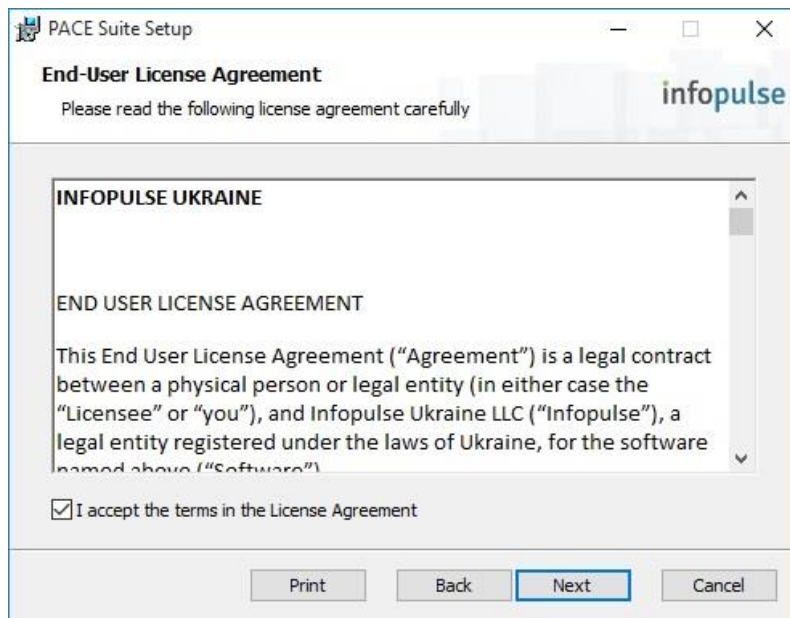 PACE Suite Setup
End-User License Agreement
Please read the following license agreement carefully
infopulse
INFOPULSE UKRAINE
END USER LICENSE AGREEMENT
This End User License Agreement (“Agreement”) is a legal contract
between a physical person or legal entity (in either case the
“Licensee” or “you”), and Infopulse Ukraine LLC (“Infopulse”), a
legal entity registered under the laws of Ukraine, for the software
named above (“Software”)
I accept the terms in the License Agreement
Print Back Next Cancel